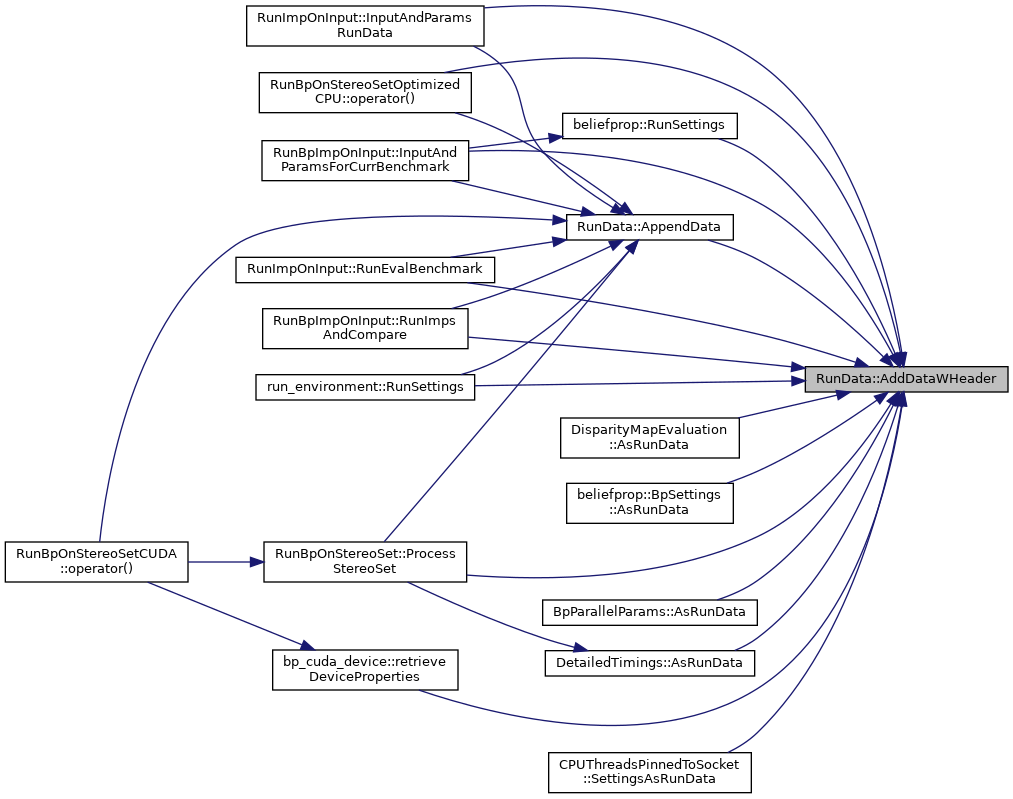 RunImpOnInput::InputAndParams
RunData
RunBpOnStereoSetOptimized
CPU::operator()
beliefprop::RunSettings
RunBpImpOnInput::InputAnd
ParamsForCurrBenchmark
RunData::AppendData
RunImpOnInput::RunEvalBenchmark
RunBpImpOnInput::RunImps
AndCompare
run_environment::RunSettings
RunData::AddDataWHeader
DisparityMapEvaluation
::AsRunData
beliefprop::BpSettings
::AsRunData
RunBpOnStereoSetCUDA
::operator()
RunBpOnStereoSet::Process
StereoSet
BpParallelParams::AsRunData
bp_cuda_device::retrieve
DeviceProperties
DetailedTimings::AsRunData
CPUThreadsPinnedToSocket
::SettingsAsRunData